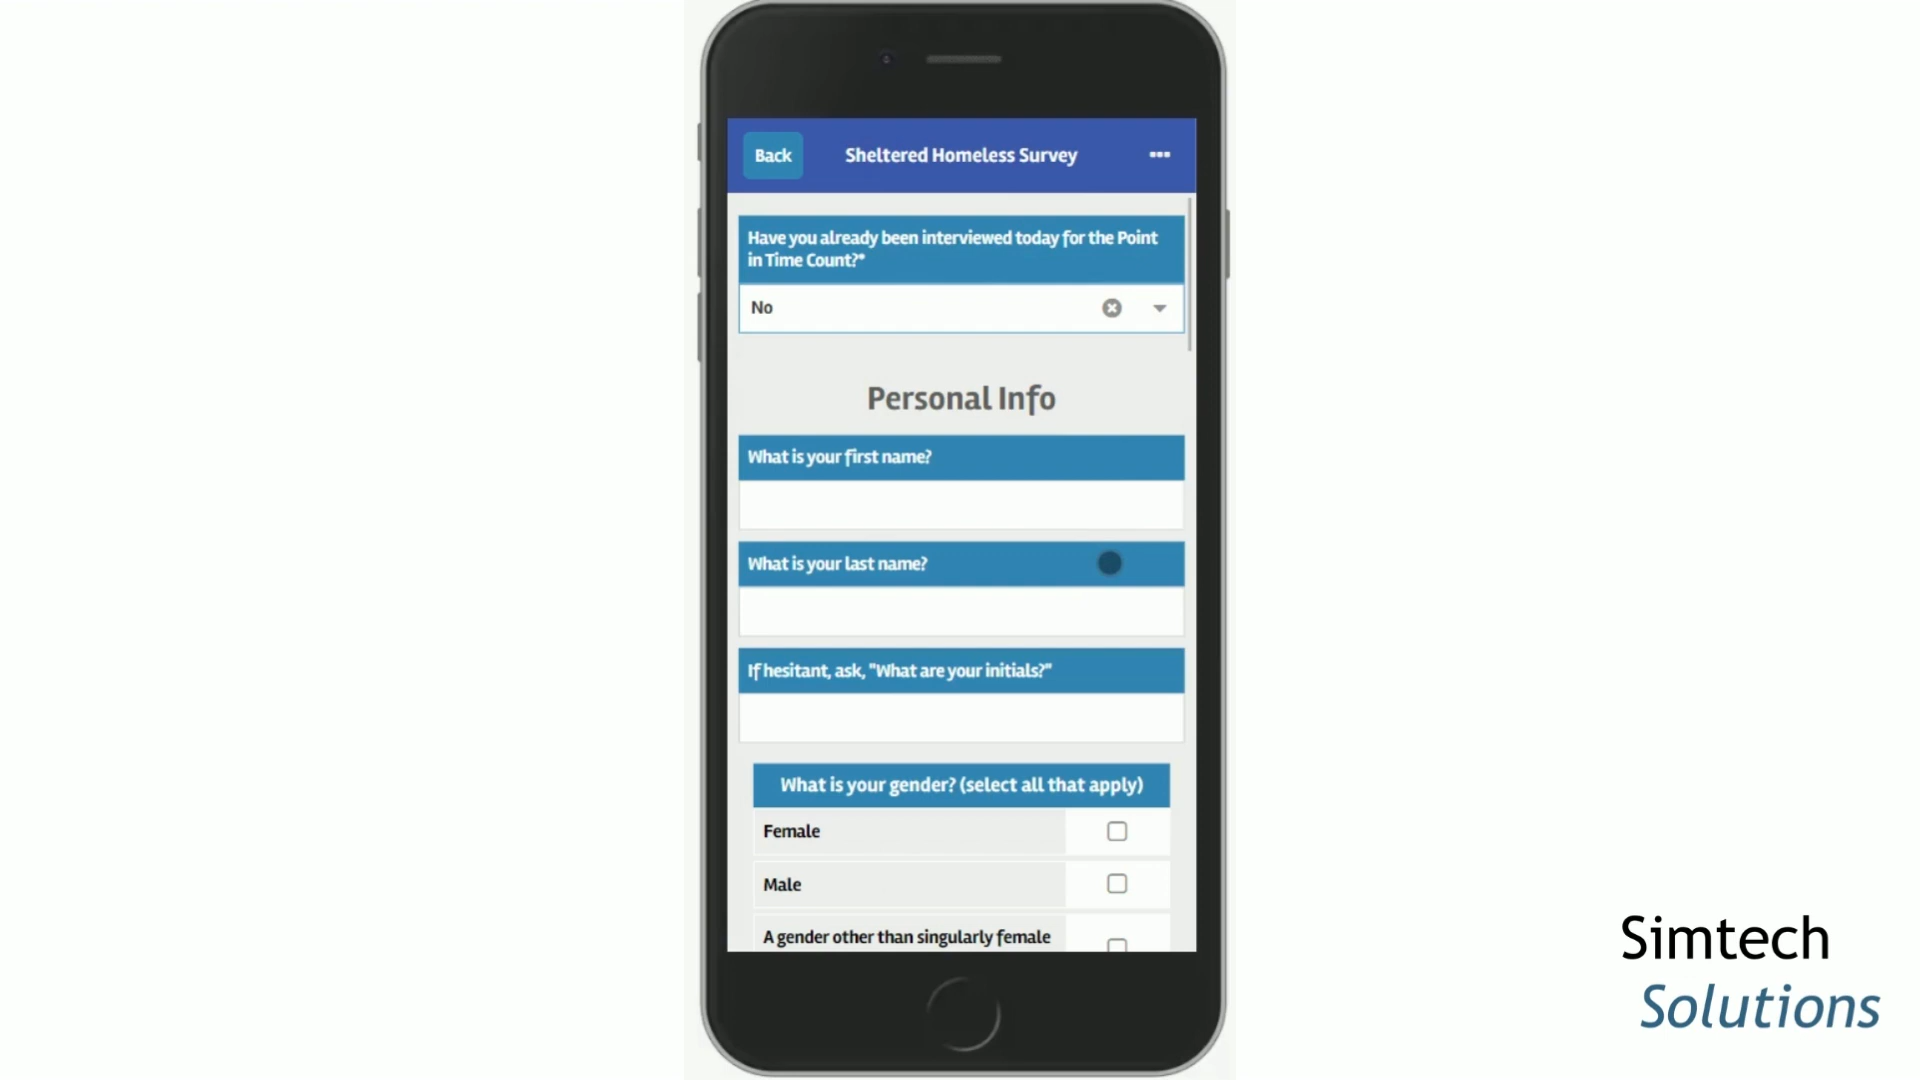 Back
Sheltered Homeless Survey
Have you already been interviewed today for the Point
in Time Count?*
No
Personal Info
What is your first name?
What is your last name?
If hesitant, ask, "What are your initials?"
What is your gender? (select all that apply)
Female
Male
A gender other than singularly female
Simtech
Solutions